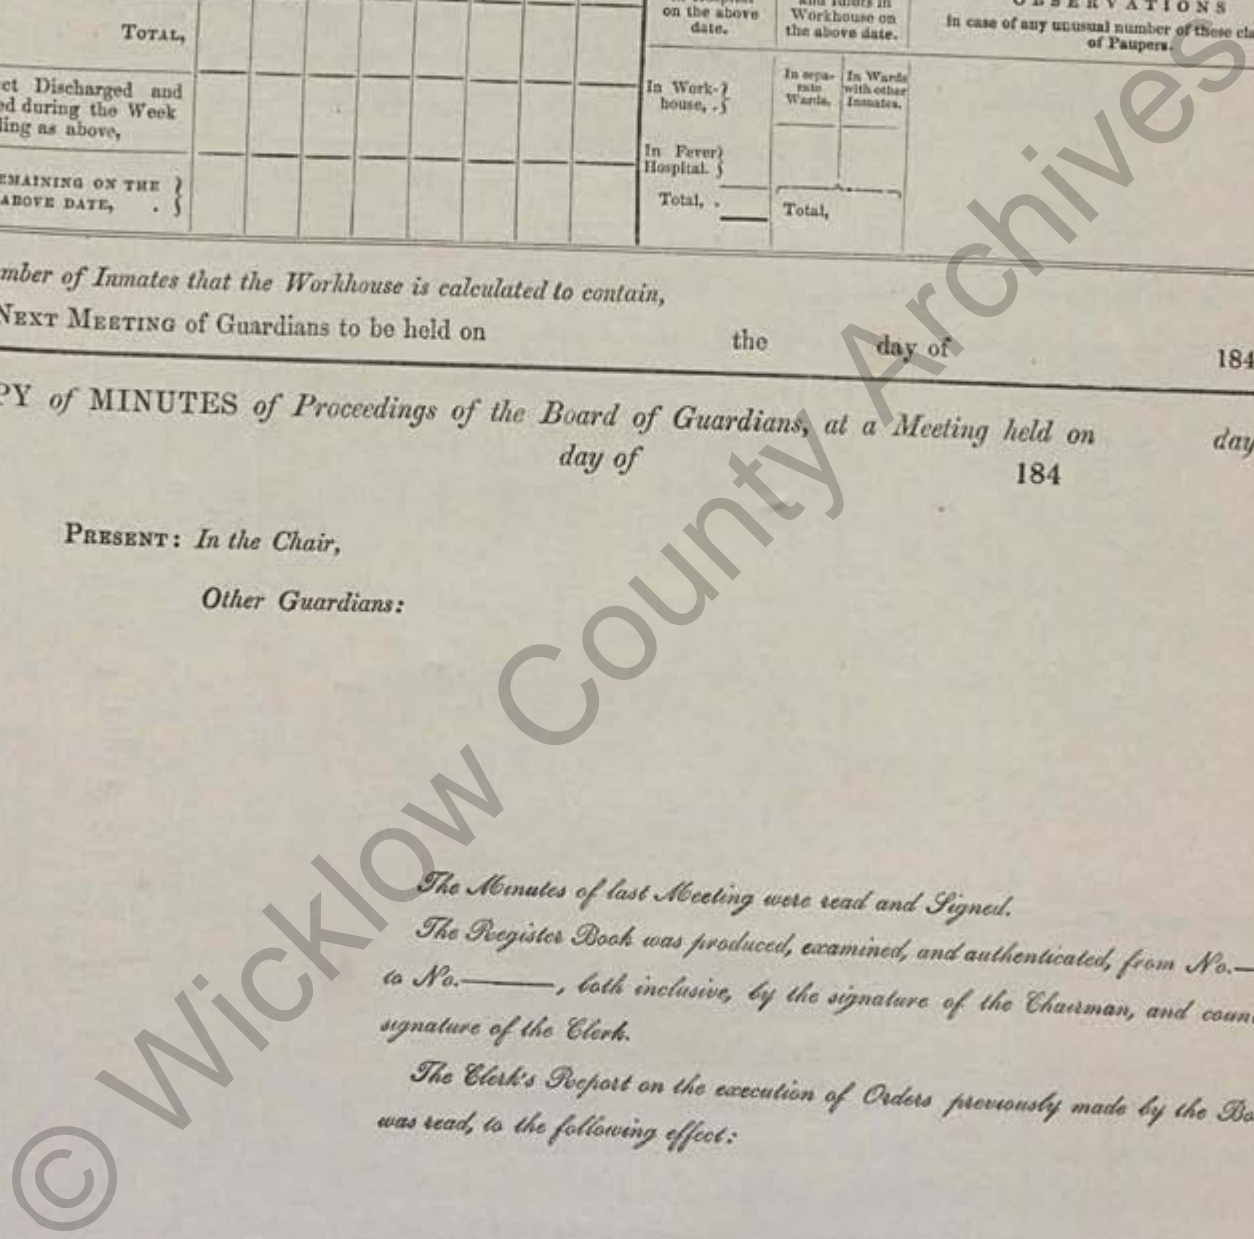 on the above
date.
Workhouse on
the above date.
OBSERVATIONS
in case of any unusual number of these cla
of Paupers.
TOTAL,
ct Discharged and
ed during the Week
ling as above,
EMAINING ON THE }
ABOVE DATE, . }
In Work- }
house, . }
In Fever }
Hospital. }
Total, .
In sepa-
rate
Wards.
In Wards
with other
Inmates.
Total,
mber of Inmates that the Workhouse is calculated to contain,
NEXT MEETING of Guardians to be held on the day of 184
PY of MINUTES of Proceedings of the Board of Guardians, at a Meeting held on day
day of 184
PRESENT: In the Chair,
Other Guardians:
The Minutes of last Meeting were read and Signed.
The Register Book was produced, examined, and authenticated, from No.—
to No.———, both inclusive, by the signature of the Chairman, and coun
signature of the Clerk.
The Clerk's Report on the execution of Orders previously made by the Bo
was read, to the following effect:
© Wicklow County Archives